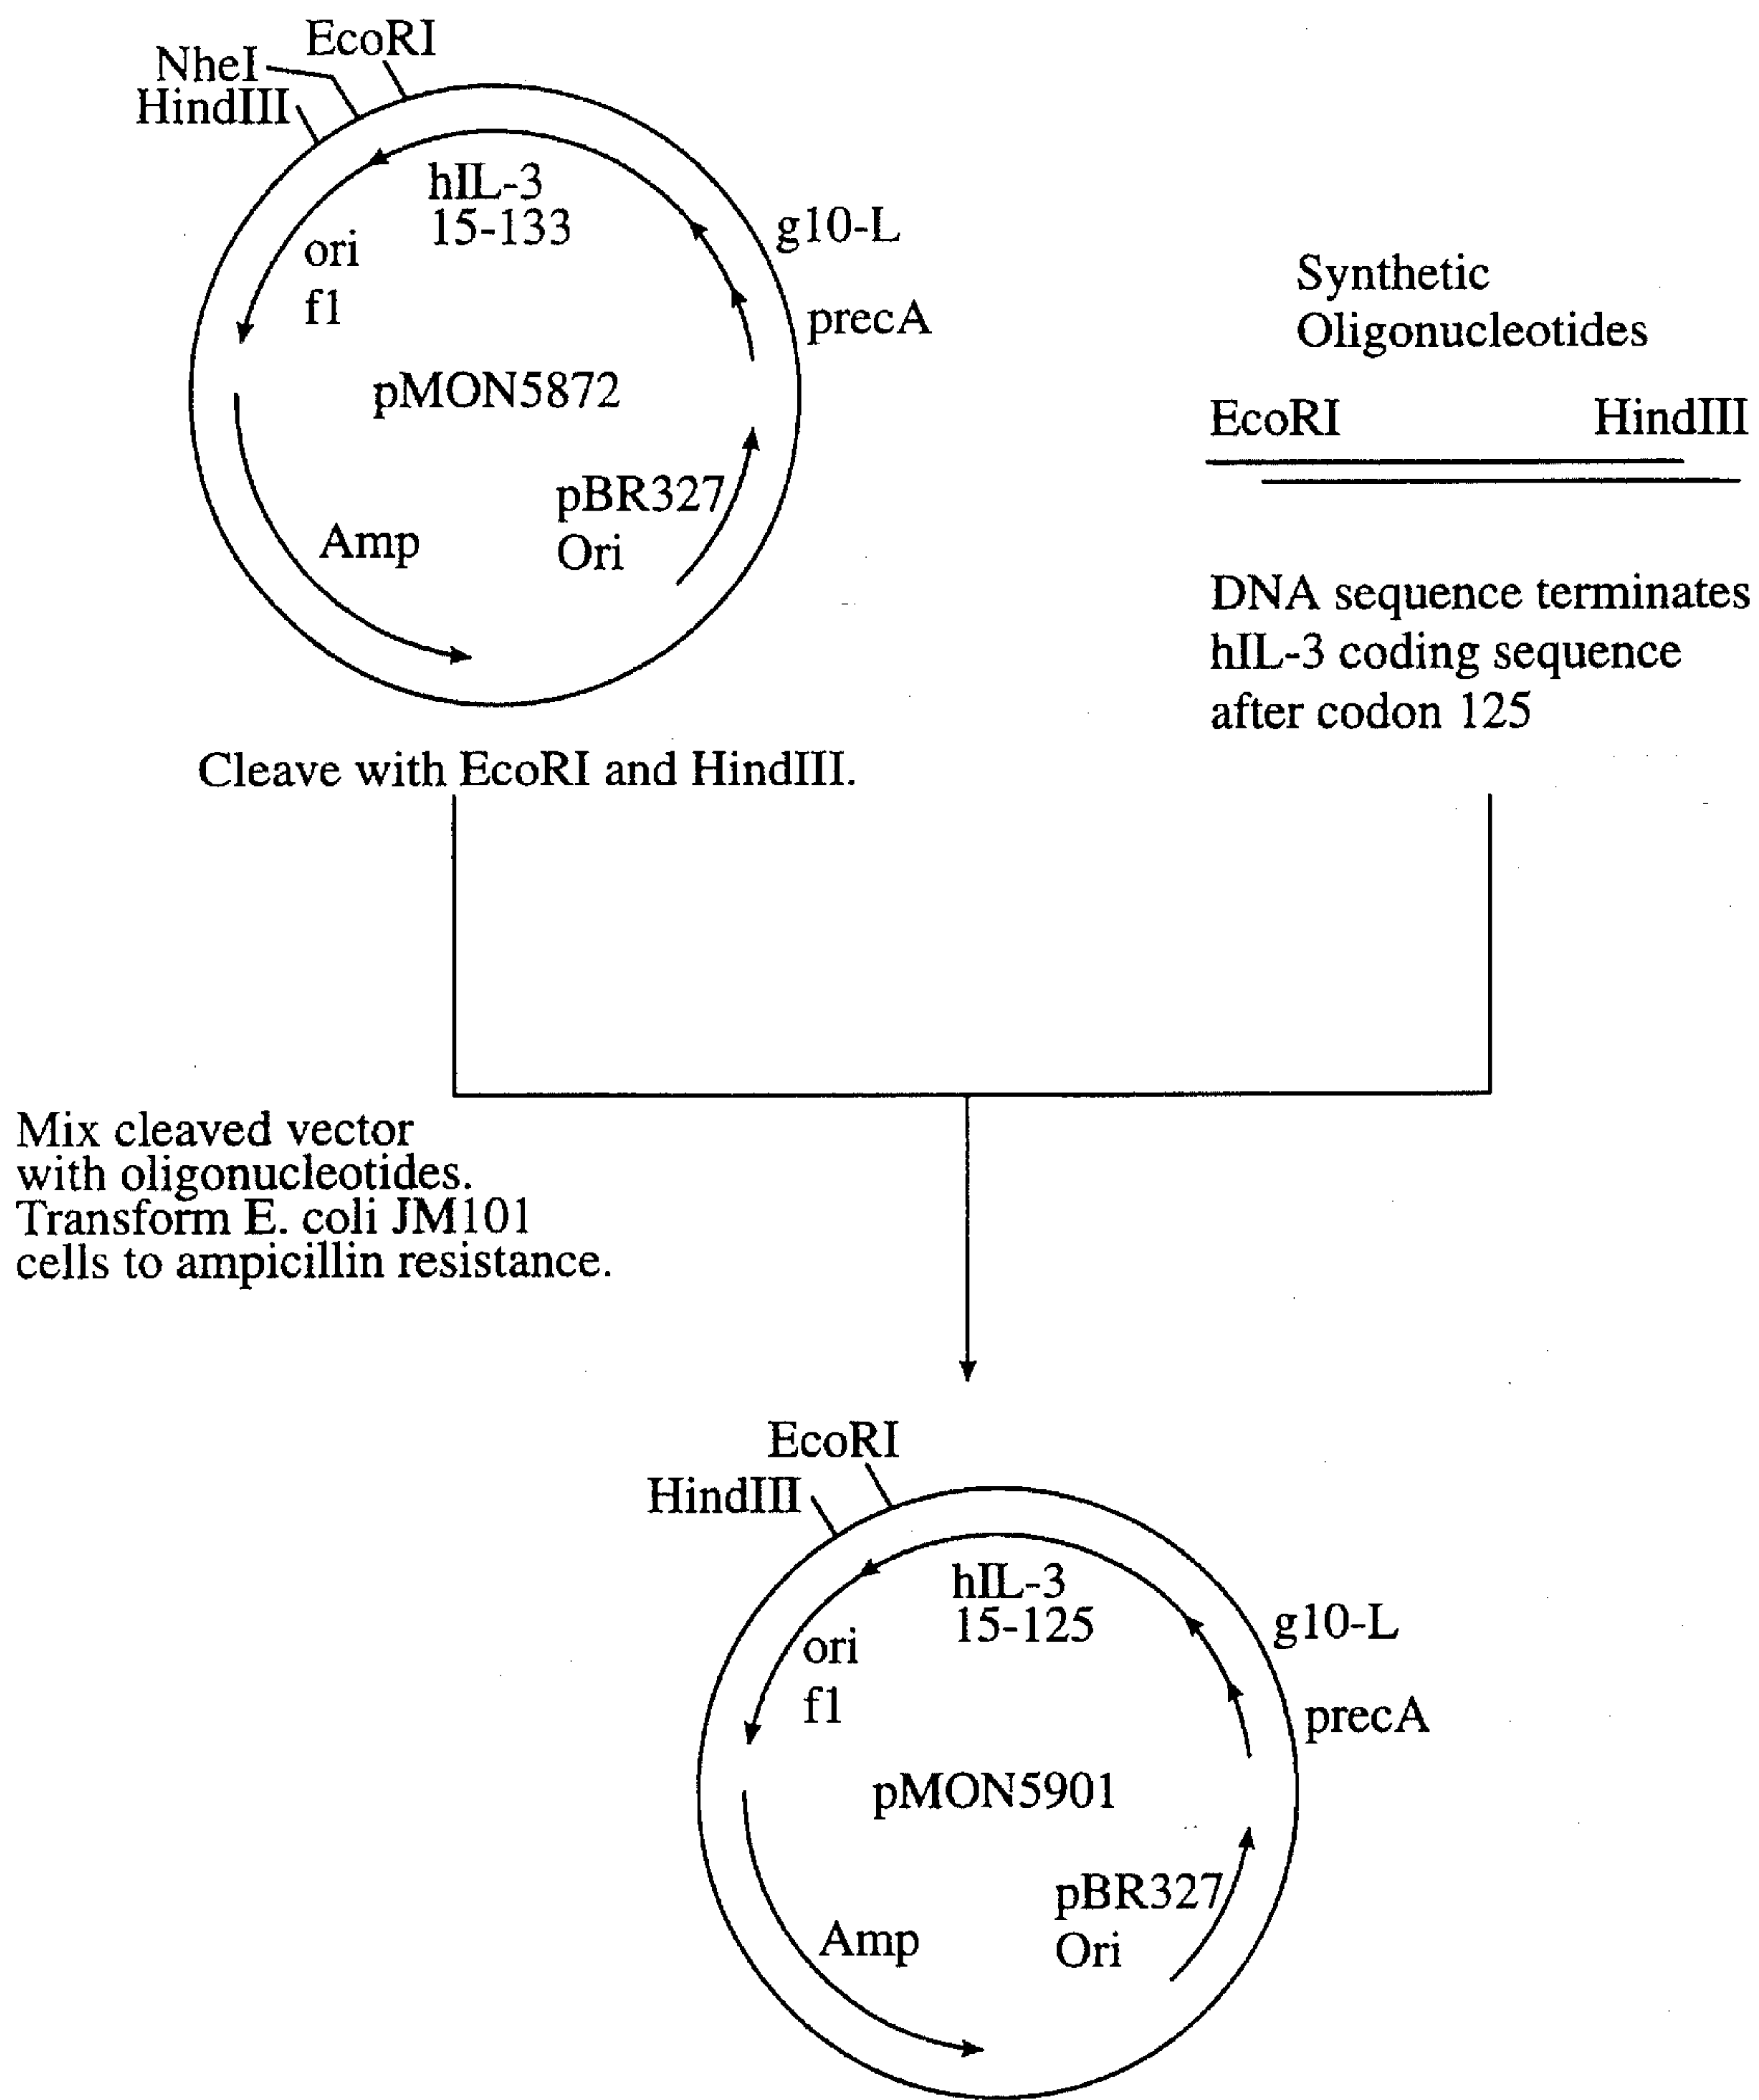 EcoRI
NheI
HindIII
hIL-3
15-133
g10-L
ori
f1
precA
pMON5872
pBR327
Ori
Amp
Cleave with EcoRI and HindIII.
Synthetic
Oligonucleotides
EcoRI HindIII
DNA sequence terminates
hIL-3 coding sequence
after codon 125
Mix cleaved vector
with oligonucleotides.
Transform E. coli JM101
cells to ampicillin resistance.
EcoRI
HindIII
hIL-3
15-125
g10-L
ori
f1
precA
pMON5901
pBR327
Ori
Amp